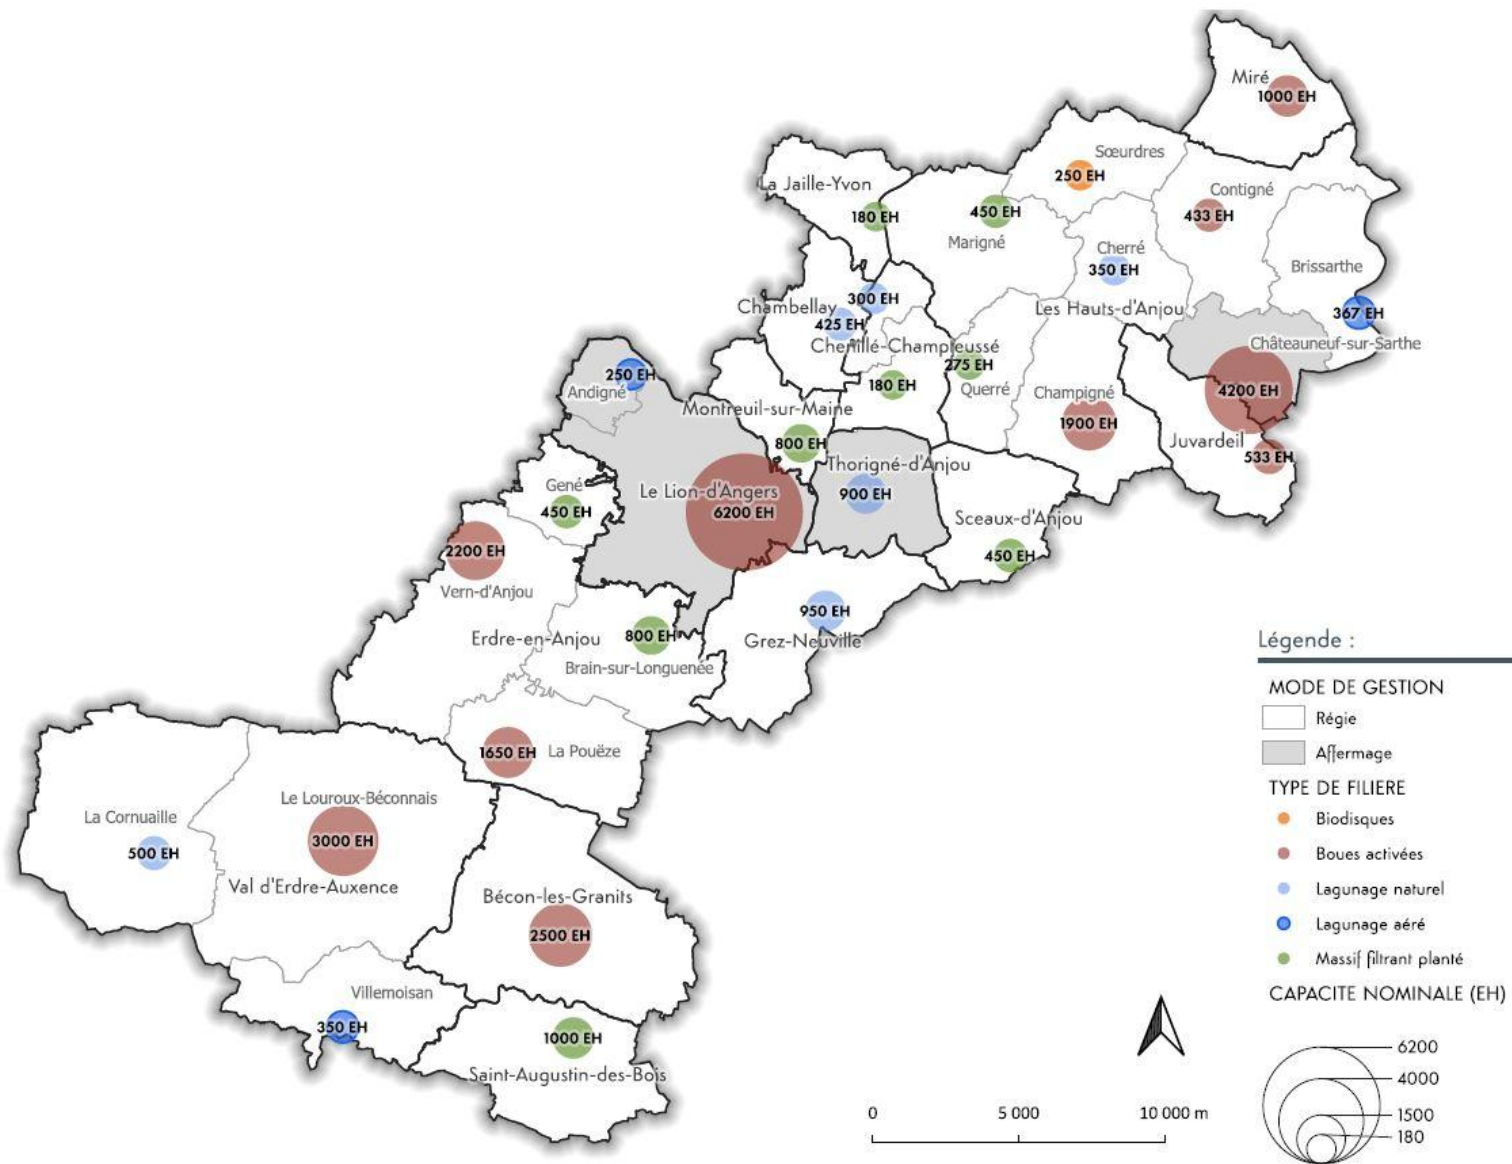 Miré
1000 EH
Sœurdres
250 EH
La Jaille-Yvon
180 EH
450 EH
Marigné
Contigné
433 EH
Cherré
350 EH
Brissarthe
367 EH
300 EH
Chambellay
425 EH
Les Hauts-d'Anjou
Châteauneuf-sur-Sarthe
Chenillé-Champteussé
275 EH
180 EH
Querré
Champigné
1900 EH
4200 EH
Juvardeil
533 EH
250 EH
Andigné
Montreuil-sur-Maine
800 EH
Thorigné-d'Anjou
900 EH
Le Lion-d'Angers
6200 EH
Gené
450 EH
Sceaux-d'Anjou
450 EH
2200 EH
Vern-d'Anjou
950 EH
Grez-Neuville
Erdre-en-Anjou
800 EH
Brain-sur-Longuenée
1650 EH
La Pouëze
La Cornuaille
500 EH
Le Louroux-Béconnais
3000 EH
Val d'Erdre-Auxence
Bécon-les-Granits
2500 EH
Villemoisan
350 EH
1000 EH
Saint-Augustin-des-Bois
Légende :
MODE DE GESTION
Régie
Affermage
TYPE DE FILIERE
Biodisques
Boues activées
Lagunage naturel
Lagunage aéré
Massif filtrant planté
CAPACITE NOMINALE (EH)
6200
4000
1500
180
0
5 000
10 000 m